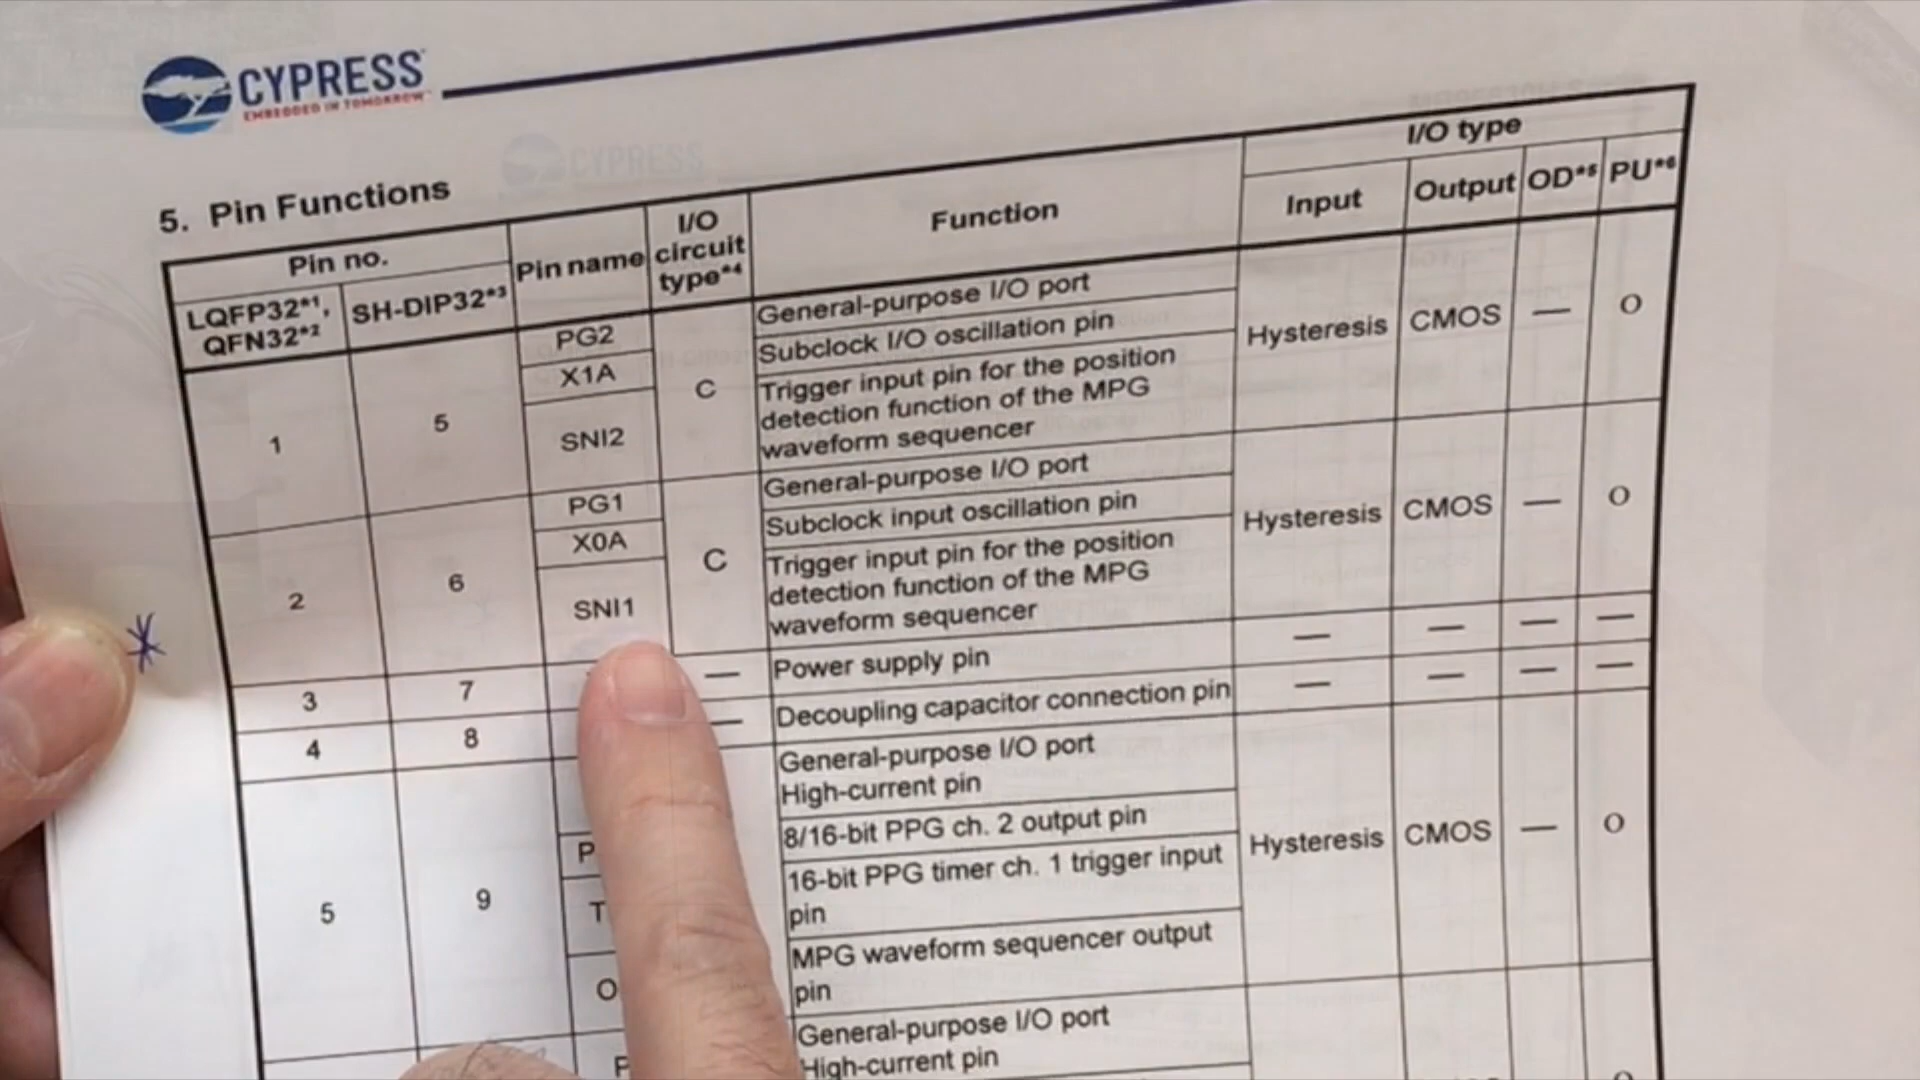 CYPRESS
EMBEDDED IN TOMORROW
5. Pin Functions
Pin no.
Pin name
I/O circuit type*4
Function
I/O type
LQFP32*1, QFN32*2
SH-DIP32*3
Input
Output
OD*5
PU*6
1
5
PG2
C
General-purpose I/O port
Hysteresis
CMOS
—
O
X1A
Subclock I/O oscillation pin
SNI2
Trigger input pin for the position
detection function of the MPG
waveform sequencer
2
6
PG1
C
General-purpose I/O port
Hysteresis
CMOS
—
O
X0A
Subclock input oscillation pin
SNI1
Trigger input pin for the position
detection function of the MPG
waveform sequencer
3
7
—
Power supply pin
—
—
—
—
4
8
—
Decoupling capacitor connection pin
—
—
—
—
5
9
General-purpose I/O port
High-current pin
Hysteresis
CMOS
—
O
8/16-bit PPG ch. 2 output pin
16-bit PPG timer ch. 1 trigger input
pin
MPG waveform sequencer output
pin
General-purpose I/O port
High-current pin